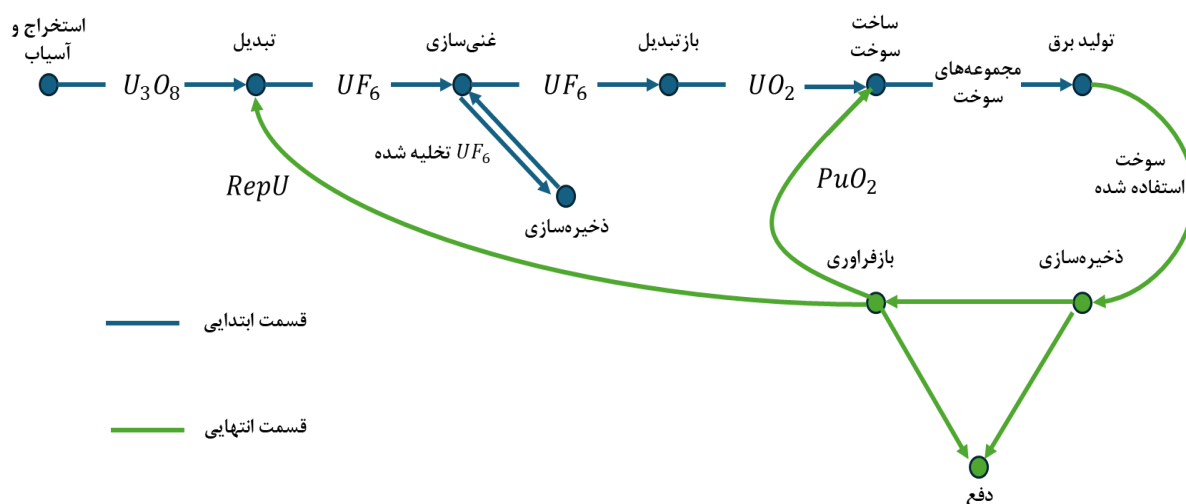 استخراج و
آسیاب
تبدیل
غنی‌سازی
بازتبدیل
ساخت
سوخت
تولید برق
U₃O₈
UF₆
UF₆
UO₂
مجموعه‌های
سوخت
UF₆ تخلیه شده
ذخیره‌سازی
RepU
PuO₂
سوخت
استفاده شده
بازفراوری
ذخیره‌سازی
قسمت ابتدایی
قسمت انتهایی
دفع